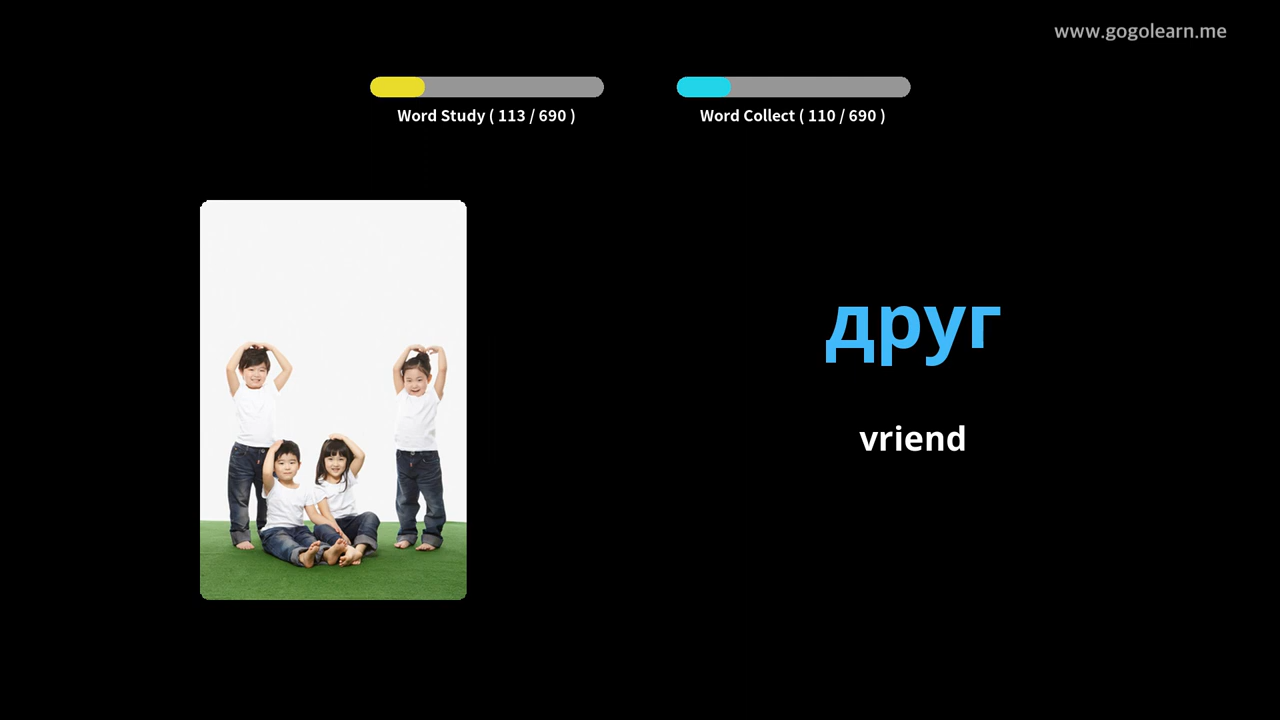 www.gogolearn.me
Word Study ( 113 / 690 )
Word Collect ( 110 / 690 )
друг
vriend